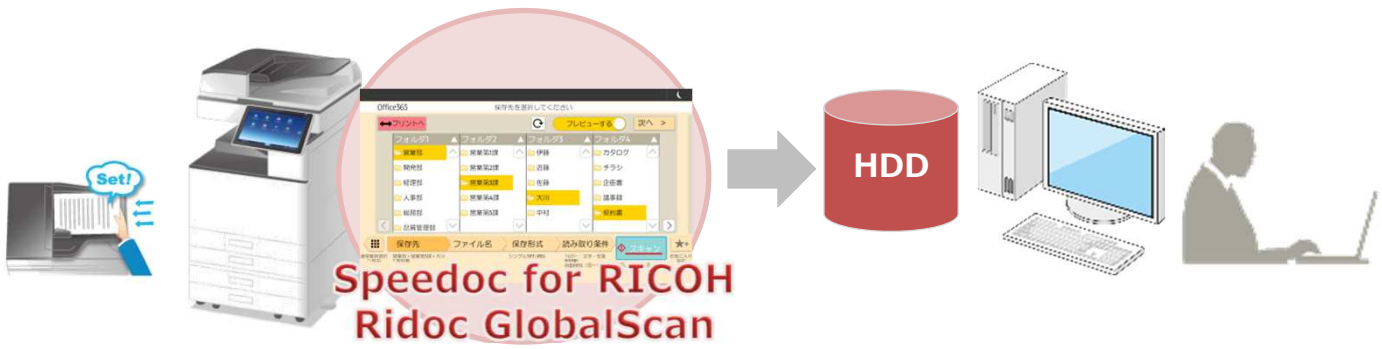 Set!
Office365
保存先を選択してください
プリントへ
プレビューする
次へ >
フォルダ1 フォルダ2 フォルダ3 フォルダ4
営業部 営業第1課 伊藤 カタログ
開発部 営業第2課 近藤 チラシ
経理部 営業第3課 佐藤 企画書
人事部 営業第4課 大川 議事録
総務部 営業第5課 中村 契約書
品質管理部
保存先 ファイル名 保存形式 読み取り条件 スキャン
Speedoc for RICOH
Ridoc GlobalScan
HDD